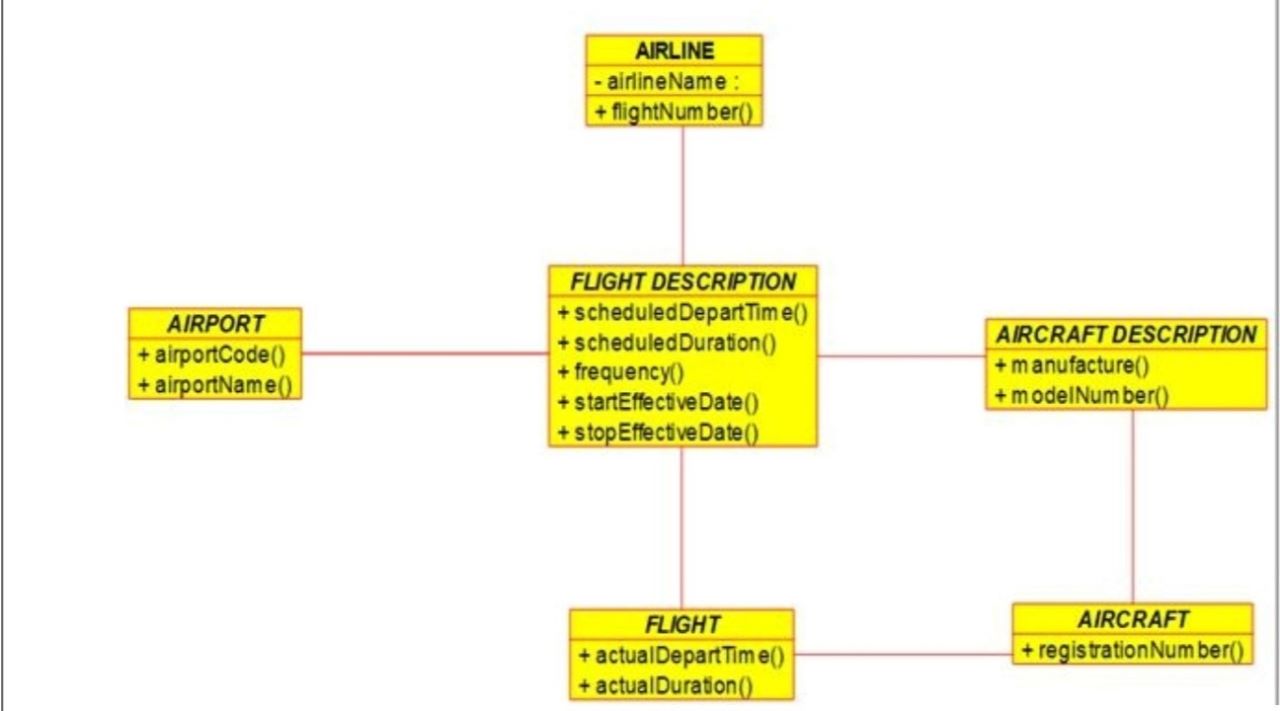 AIRLINE
- airlineName :
+ flightNumber()
FLIGHT DESCRIPTION
+ scheduledDepartTime()
+ scheduledDuration()
+ frequency()
+ startEffectiveDate()
+ stopEffectiveDate()
AIRPORT
+ airportCode()
+ airportName()
AIRCRAFT DESCRIPTION
+ manufacture()
+ modelNumber()
FLIGHT
+ actualDepartTime()
+ actualDuration()
AIRCRAFT
+ registrationNumber()